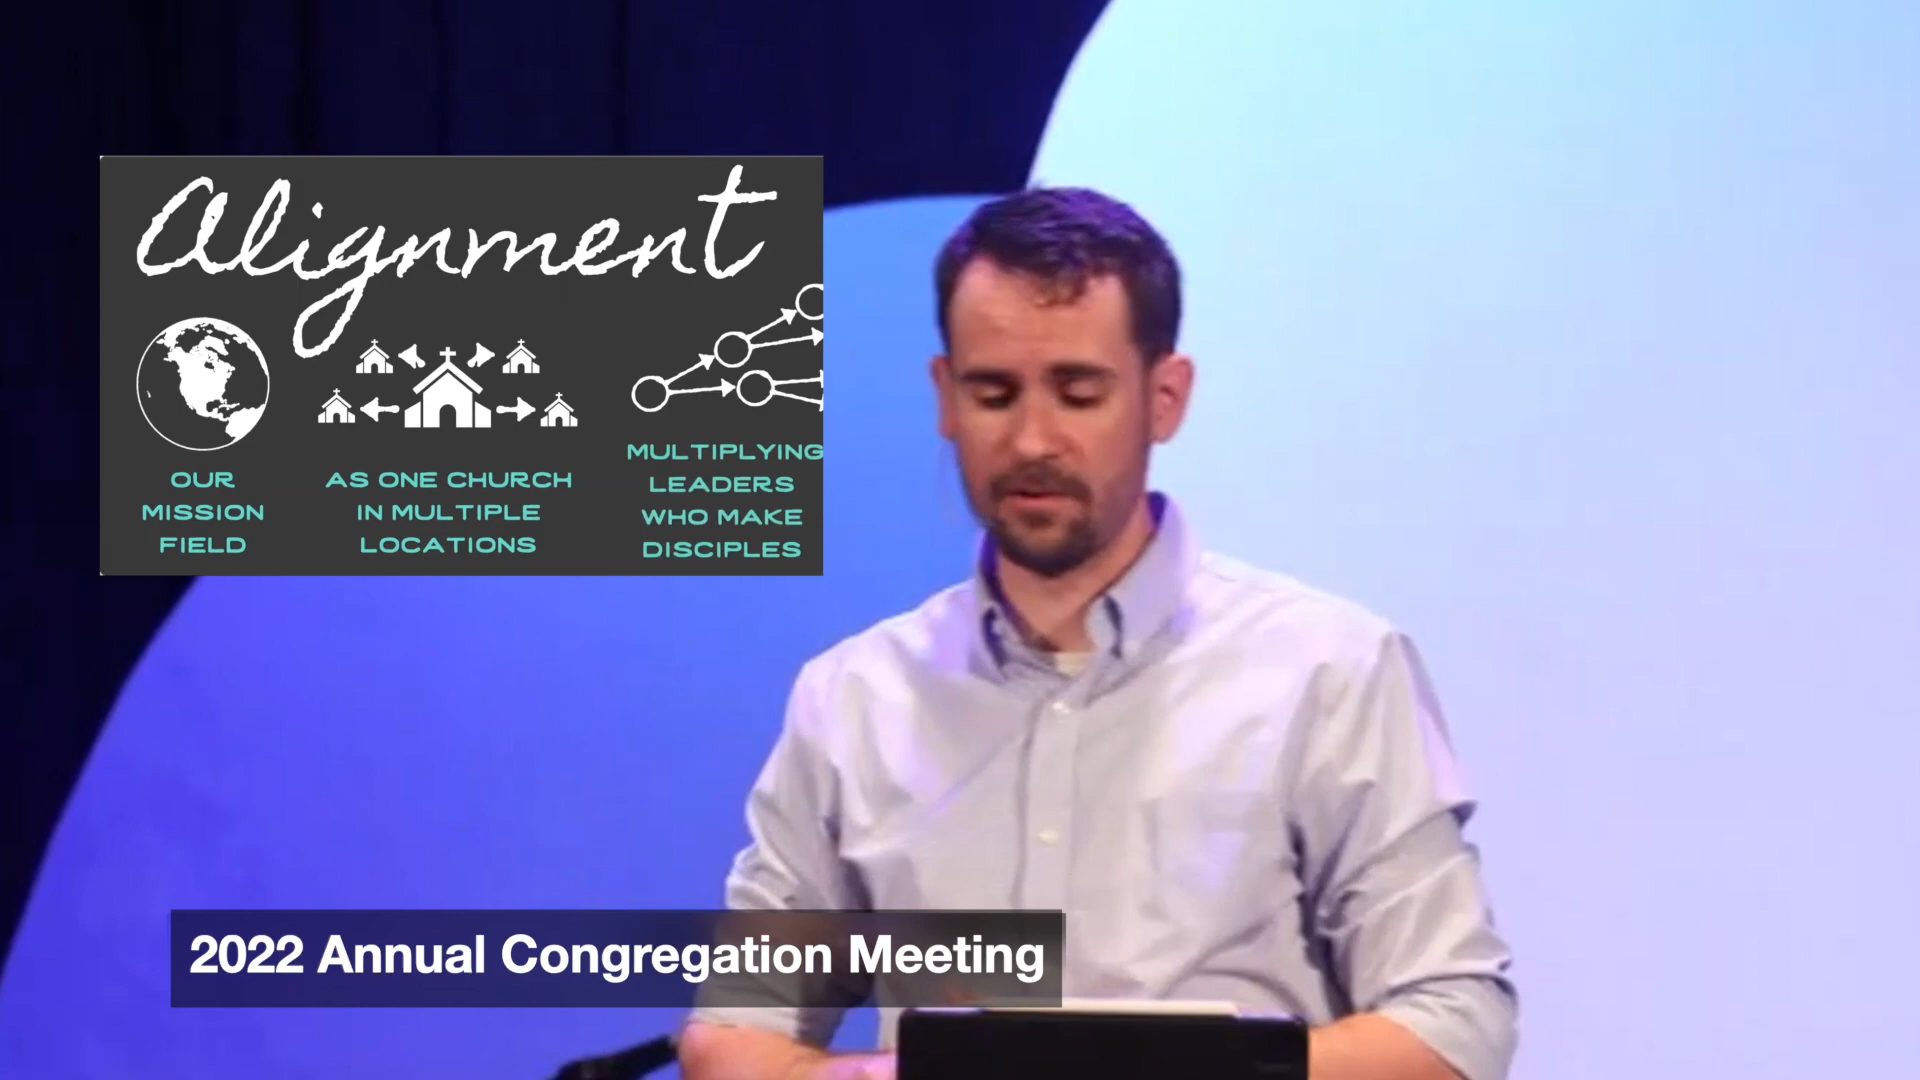 Alignment
OUR
MISSION
FIELD
AS ONE CHURCH
IN MULTIPLE
LOCATIONS
MULTIPLYING
LEADERS
WHO MAKE
DISCIPLES
2022 Annual Congregation Meeting